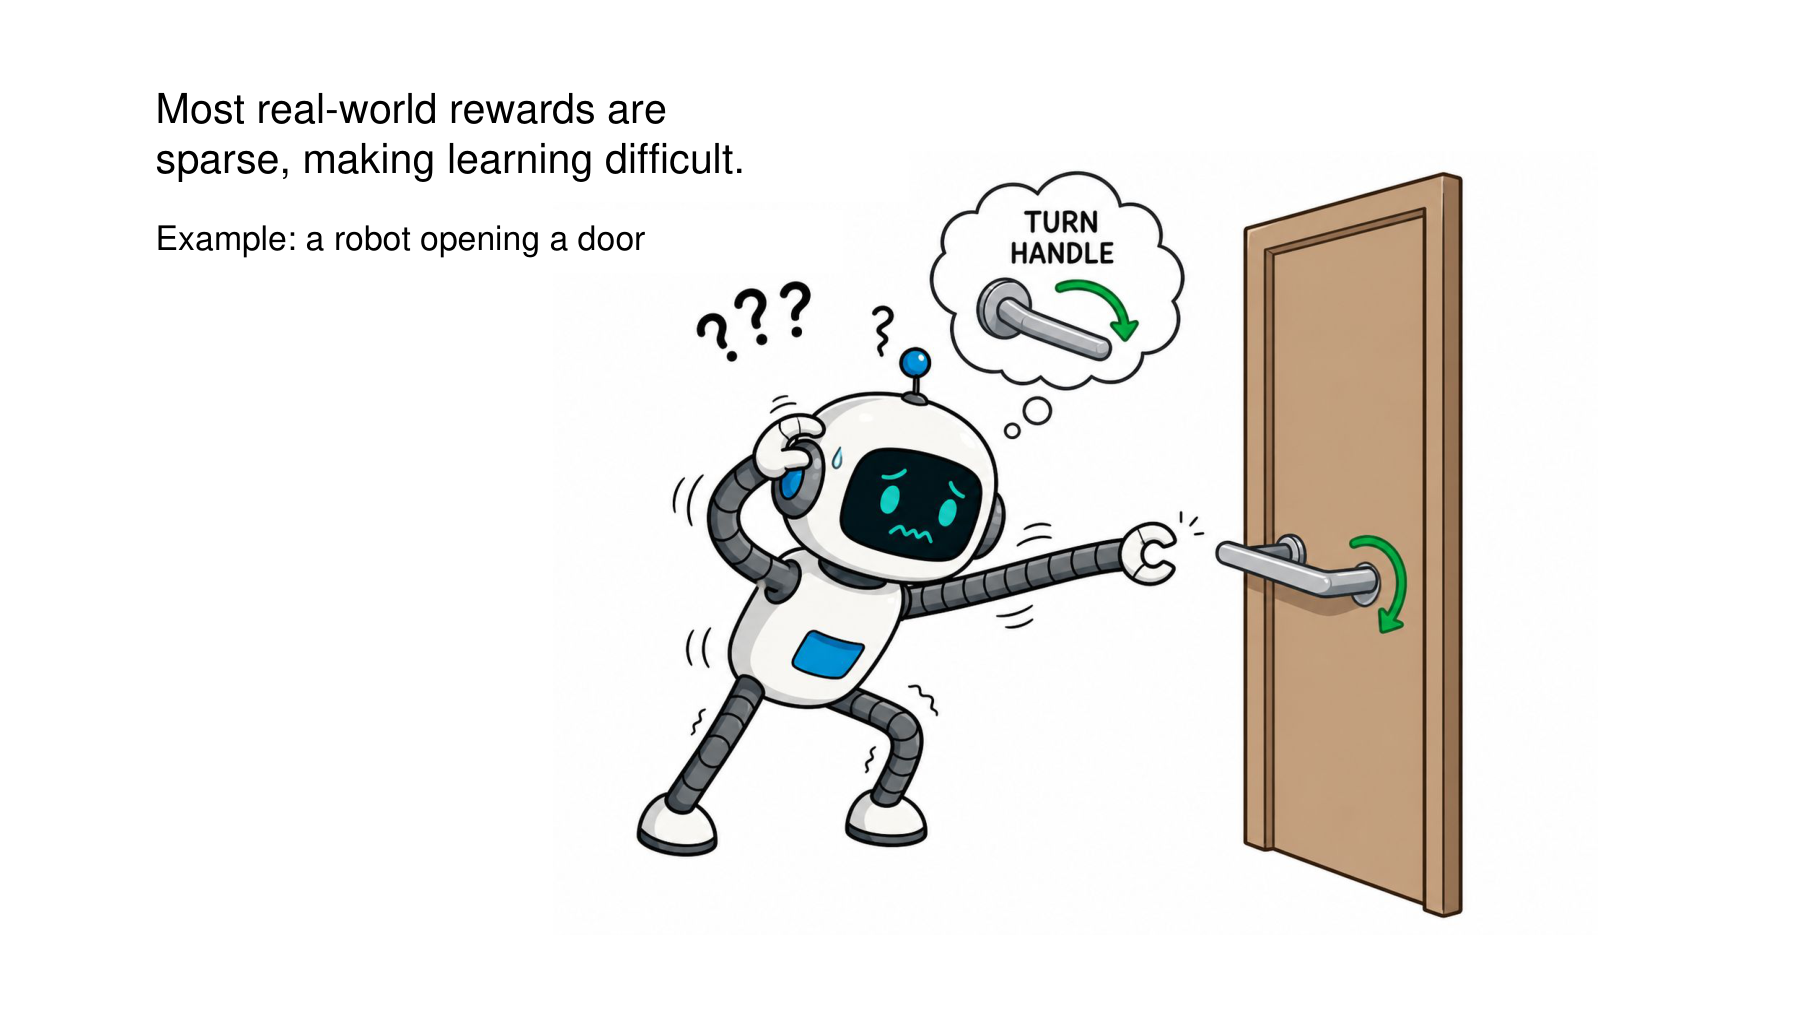 Most real-world rewards are
sparse, making learning difficult.
Example: a robot opening a door
TURN
HANDLE
???
?